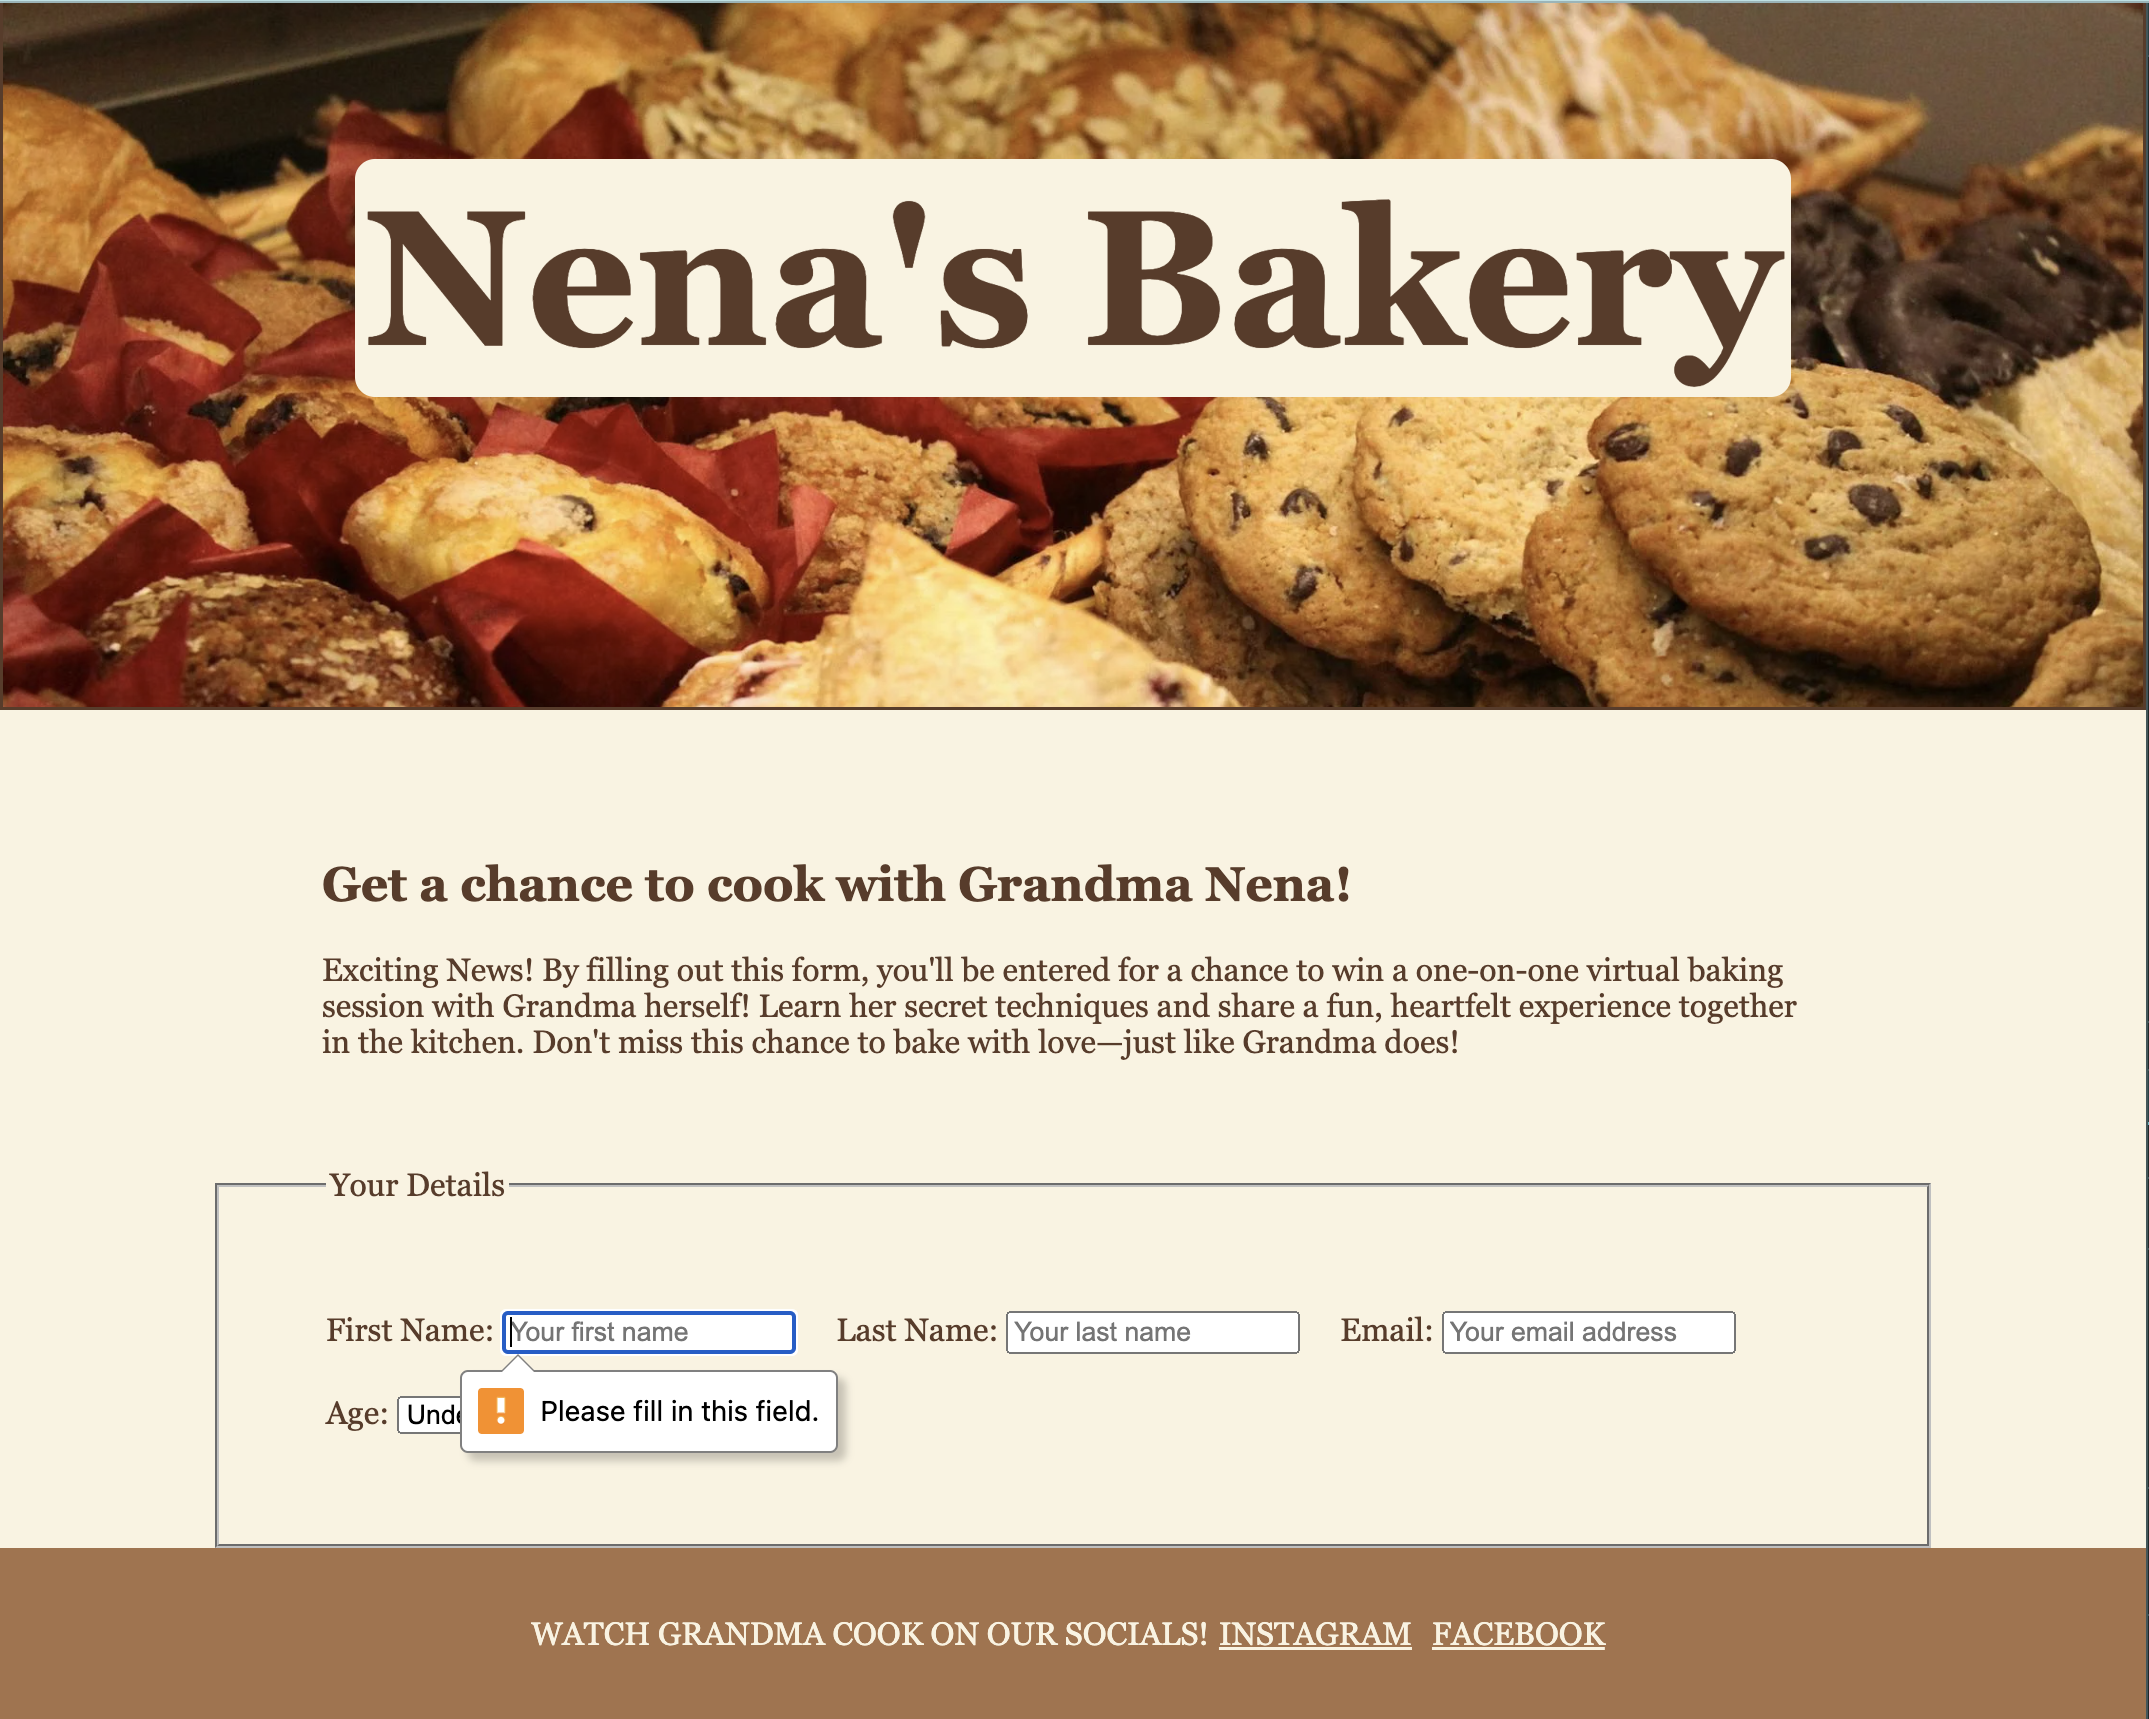 Nena's Bakery
Get a chance to cook with Grandma Nena!
Exciting News! By filling out this form, you'll be entered for a chance to win a one-on-one virtual baking
session with Grandma herself! Learn her secret techniques and share a fun, heartfelt experience together
in the kitchen. Don't miss this chance to bake with love—just like Grandma does!
Your Details
First Name: Your first name Last Name: Your last name Email: Your email address
Age:
Please fill in this field.
WATCH GRANDMA COOK ON OUR SOCIALS! INSTAGRAM FACEBOOK